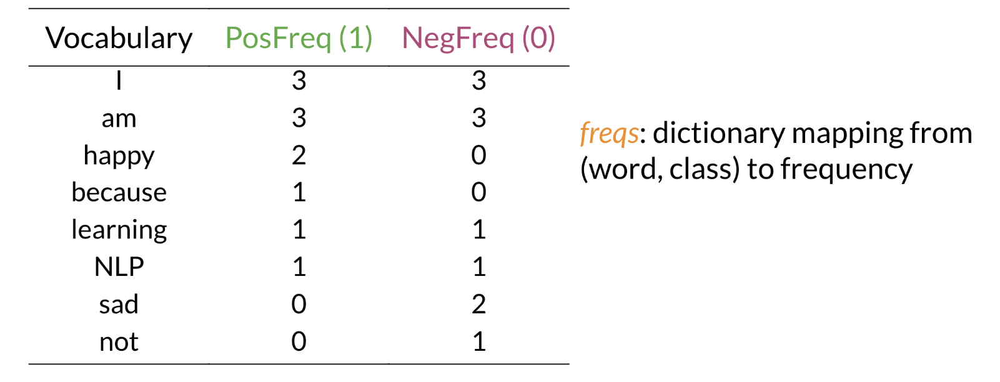 Vocabulary PosFreq (1) NegFreq (0)
I 3 3
am 3 3
happy 2 0
because 1 0
learning 1 1
NLP 1 1
sad 0 2
not 0 1
freqs: dictionary mapping from
(word, class) to frequency